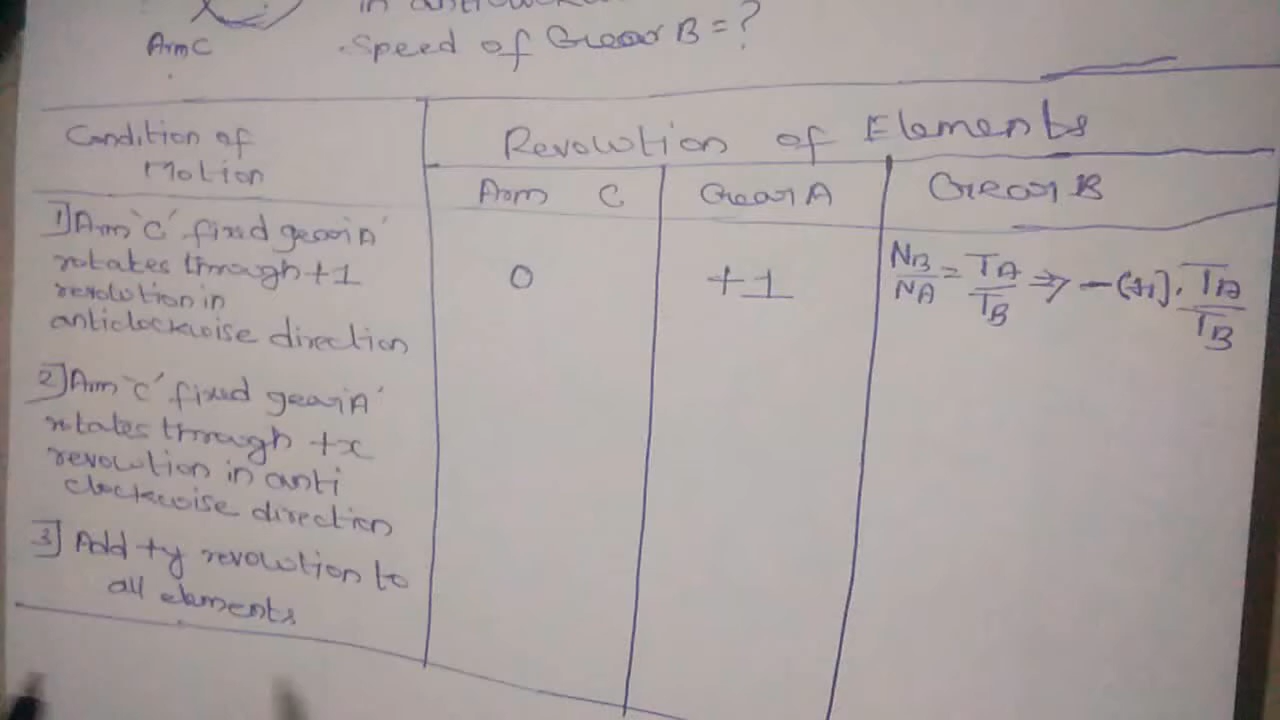 Arm C
Speed of Gear B = ?
Condition of
Motion
Revolution of Elements
Arm C
Gear A
Gear B
1] Arm 'C' fixed gear 'A'
rotates through +1
revolution in
anticlockwise direction
0
+1
NB/NA = TA/TB ⇒ -(+1) . TA/TB
2] Arm 'C' fixed gear 'A'
rotates through +x
revolution in anti
clockwise direction
3] Add +y revolution to
all elements